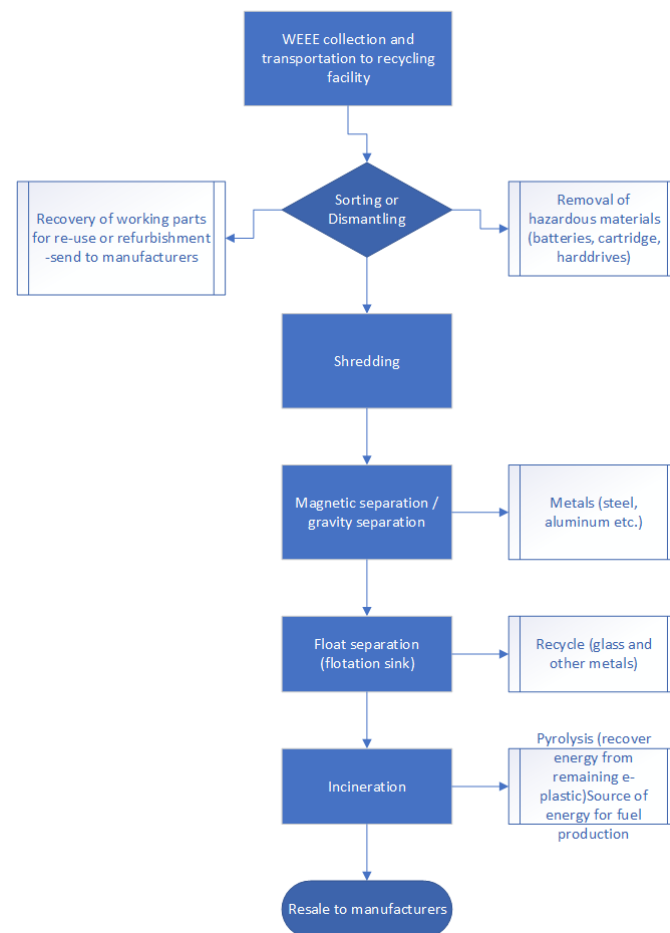 WEEE collection and
transportation to recycling
facility
Sorting or
Dismantling
Recovery of working parts
for re-use or refurbishment
-send to manufacturers
Removal of
hazardous materials
(batteries, cartridge,
harddrives)
Shredding
Magnetic separation /
gravity separation
Metals (steel,
aluminum etc.)
Float separation
(flotation sink)
Recycle (glass and
other metals)
Incineration
Pyrolysis (recover
energy from
remaining e-
plastic)Source of
energy for fuel
production
Resale to manufacturers